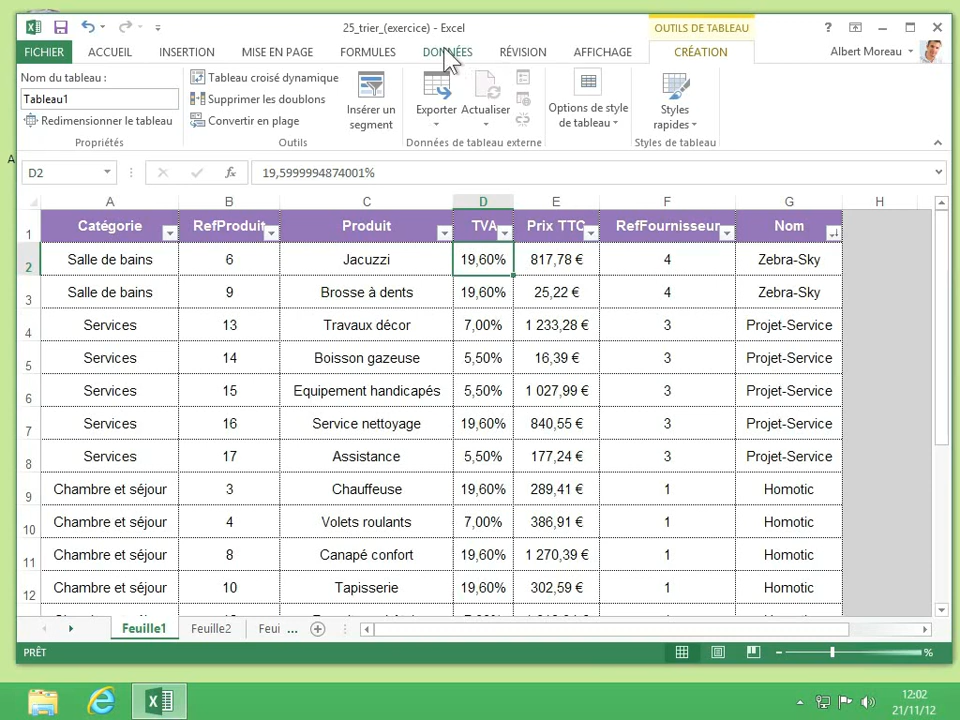 25_trier_(exercice) - Excel
OUTILS DE TABLEAU
?
FICHIER ACCUEIL INSERTION MISE EN PAGE FORMULES DONNÉES RÉVISION AFFICHAGE CRÉATION Albert Moreau
Nom du tableau :
Tableau1
Redimensionner le tableau
Propriétés
Tableau croisé dynamique
Supprimer les doublons
Convertir en plage
Outils
Insérer un
segment
Exporter Actualiser
Données de tableau externe
Options de style
de tableau
Styles
rapides
Styles de tableau
D2 fx 19,5999994874001%
A B C D E F G H
1 Catégorie RefProduit Produit TVA Prix TTC RefFournisseur Nom
2 Salle de bains 6 Jacuzzi 19,60% 817,78 € 4 Zebra-Sky
3 Salle de bains 9 Brosse à dents 19,60% 25,22 € 4 Zebra-Sky
4 Services 13 Travaux décor 7,00% 1 233,28 € 3 Projet-Service
5 Services 14 Boisson gazeuse 5,50% 16,39 € 3 Projet-Service
6 Services 15 Equipement handicapés 5,50% 1 027,99 € 3 Projet-Service
7 Services 16 Service nettoyage 19,60% 840,55 € 3 Projet-Service
8 Services 17 Assistance 5,50% 177,24 € 3 Projet-Service
9 Chambre et séjour 3 Chauffeuse 19,60% 289,41 € 1 Homotic
10 Chambre et séjour 4 Volets roulants 7,00% 386,91 € 1 Homotic
11 Chambre et séjour 8 Canapé confort 19,60% 1 270,39 € 1 Homotic
12 Chambre et séjour 10 Tapisserie 19,60% 302,59 € 1 Homotic
Feuille1 Feuille2 Feui ...
PRÊT %
12:02
21/11/12